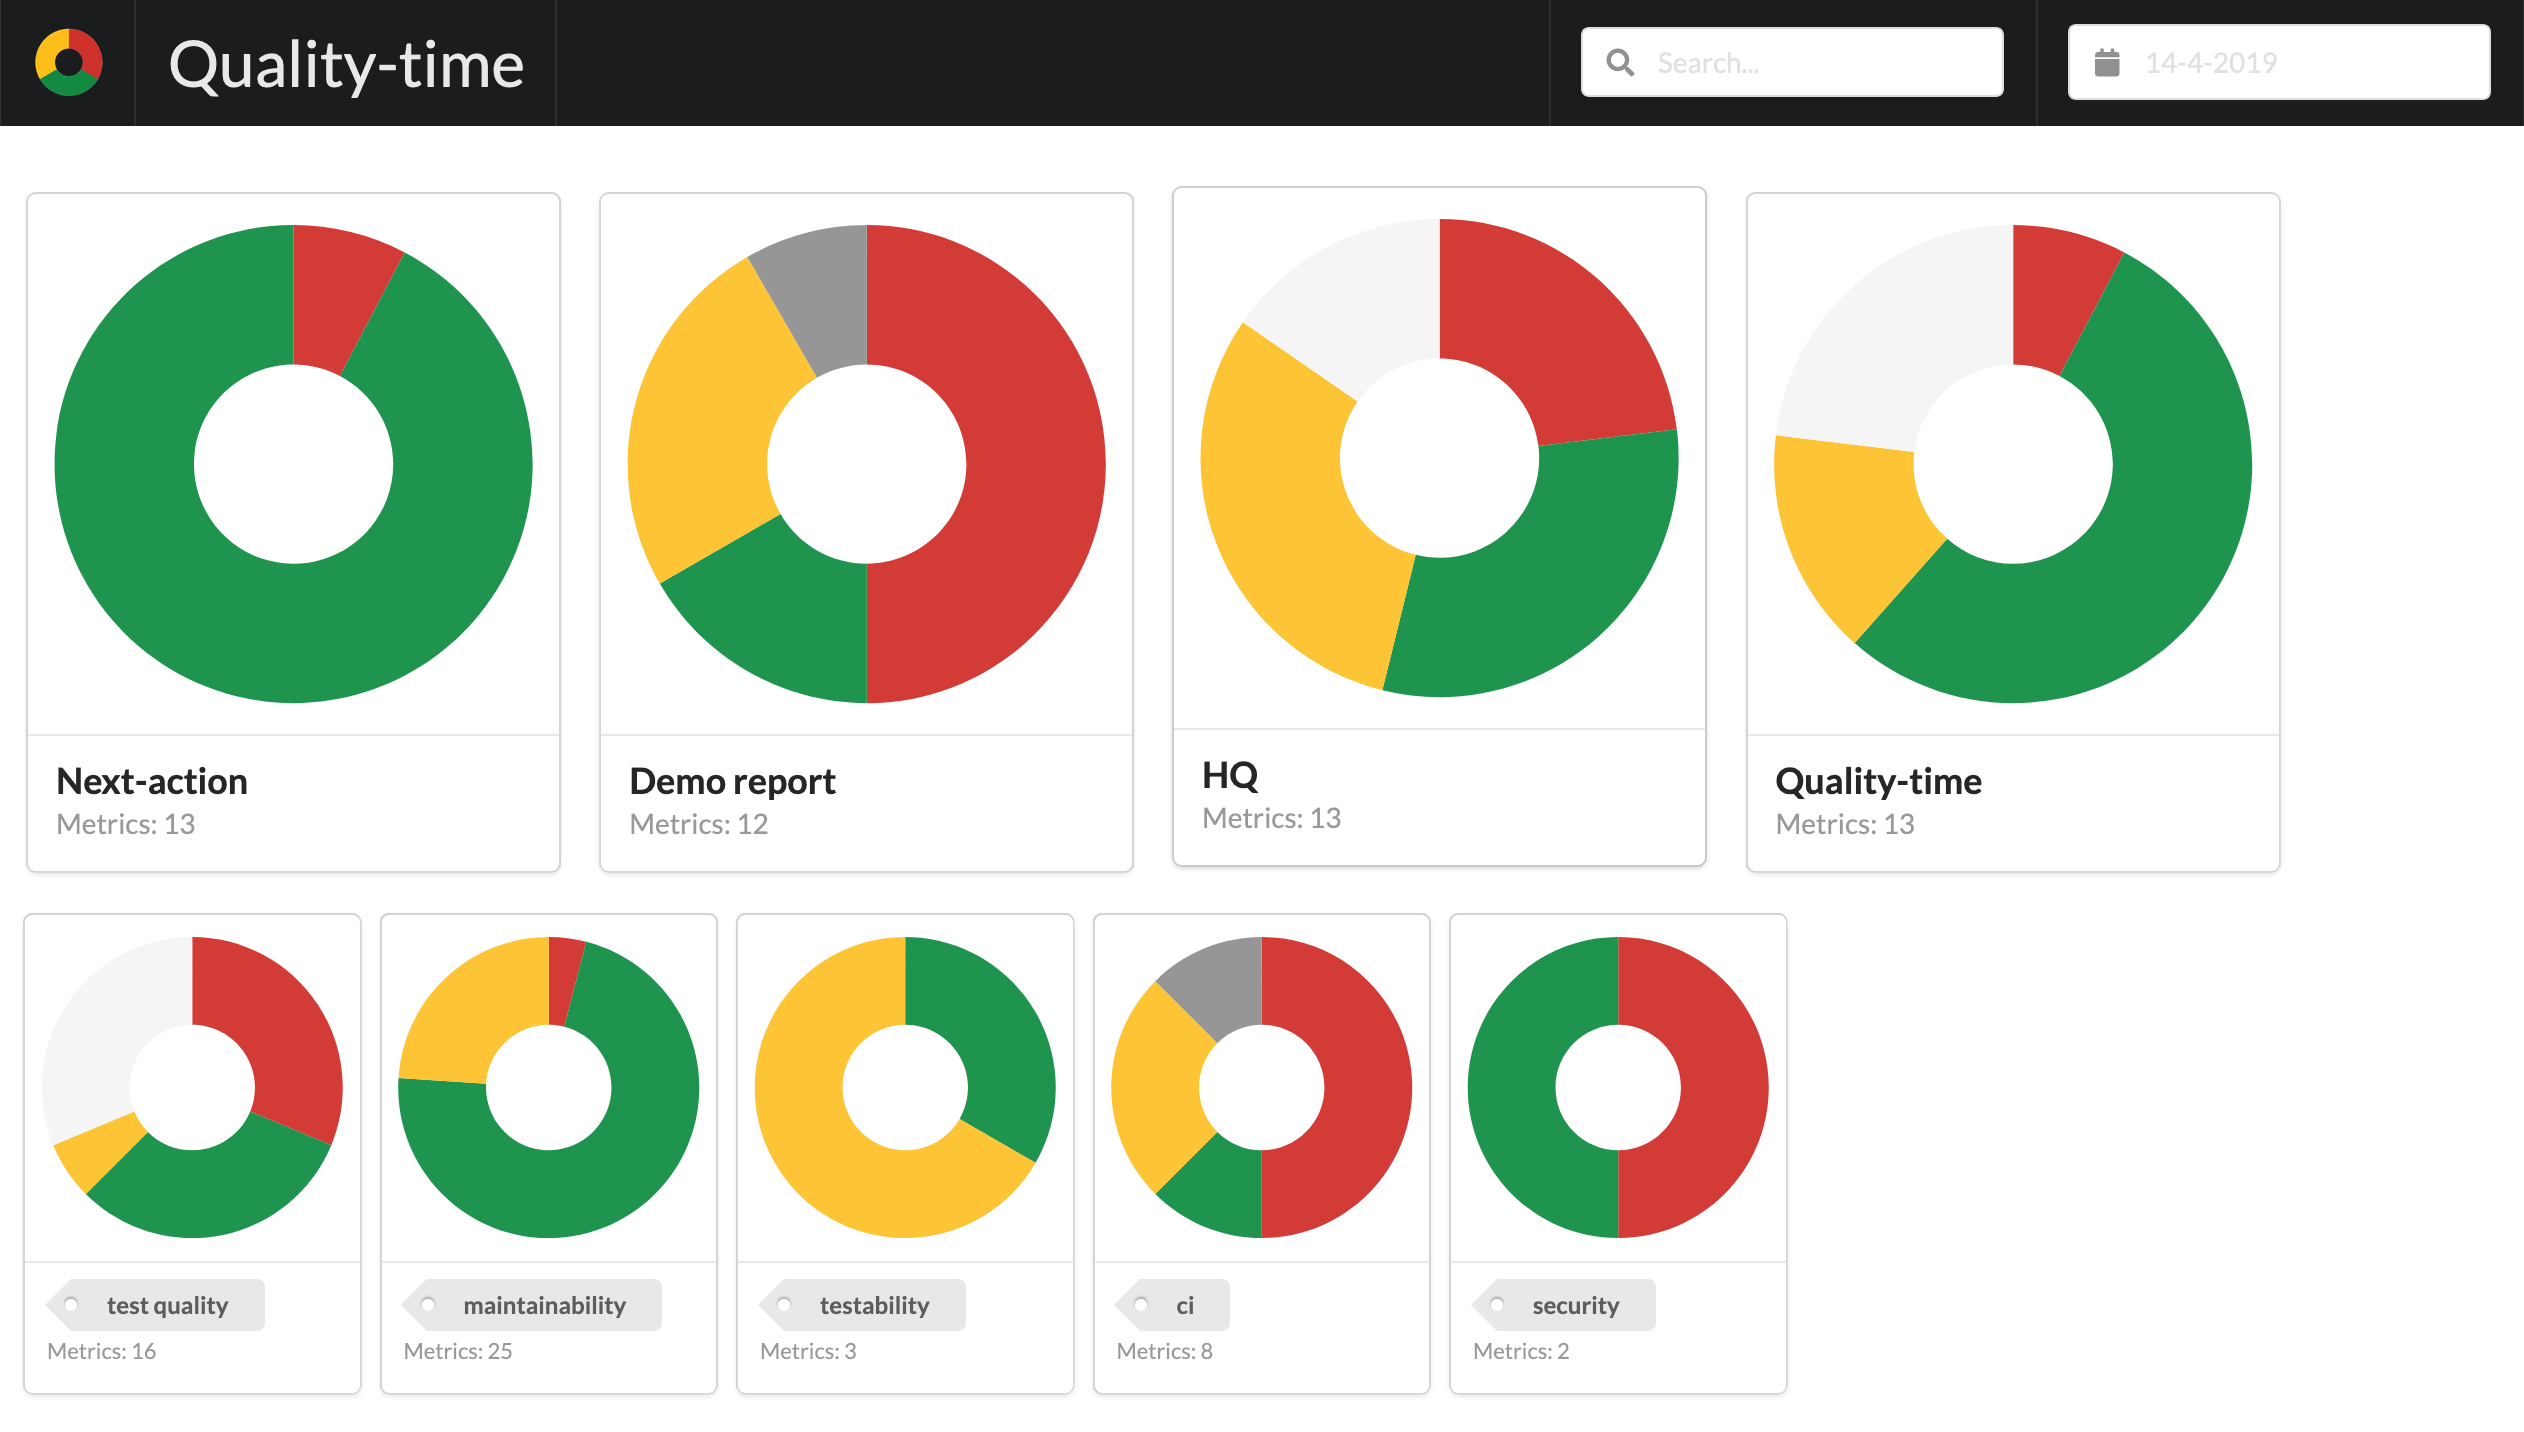 Quality-time
Search...
14-4-2019
Next-action
Metrics: 13
Demo report
Metrics: 12
HQ
Metrics: 13
Quality-time
Metrics: 13
test quality
Metrics: 16
maintainability
Metrics: 25
testability
Metrics: 3
ci
Metrics: 8
security
Metrics: 2